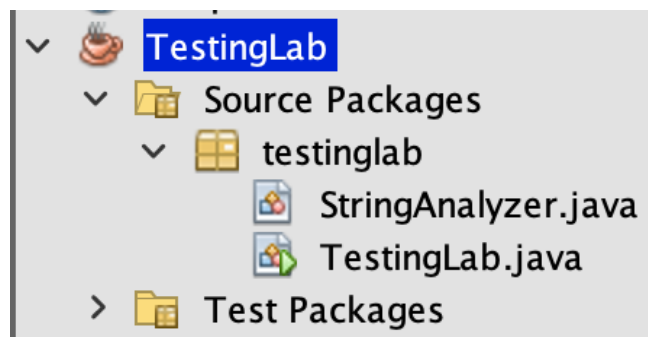 TestingLab
Source Packages
testinglab
StringAnalyzer.java
TestingLab.java
Test Packages